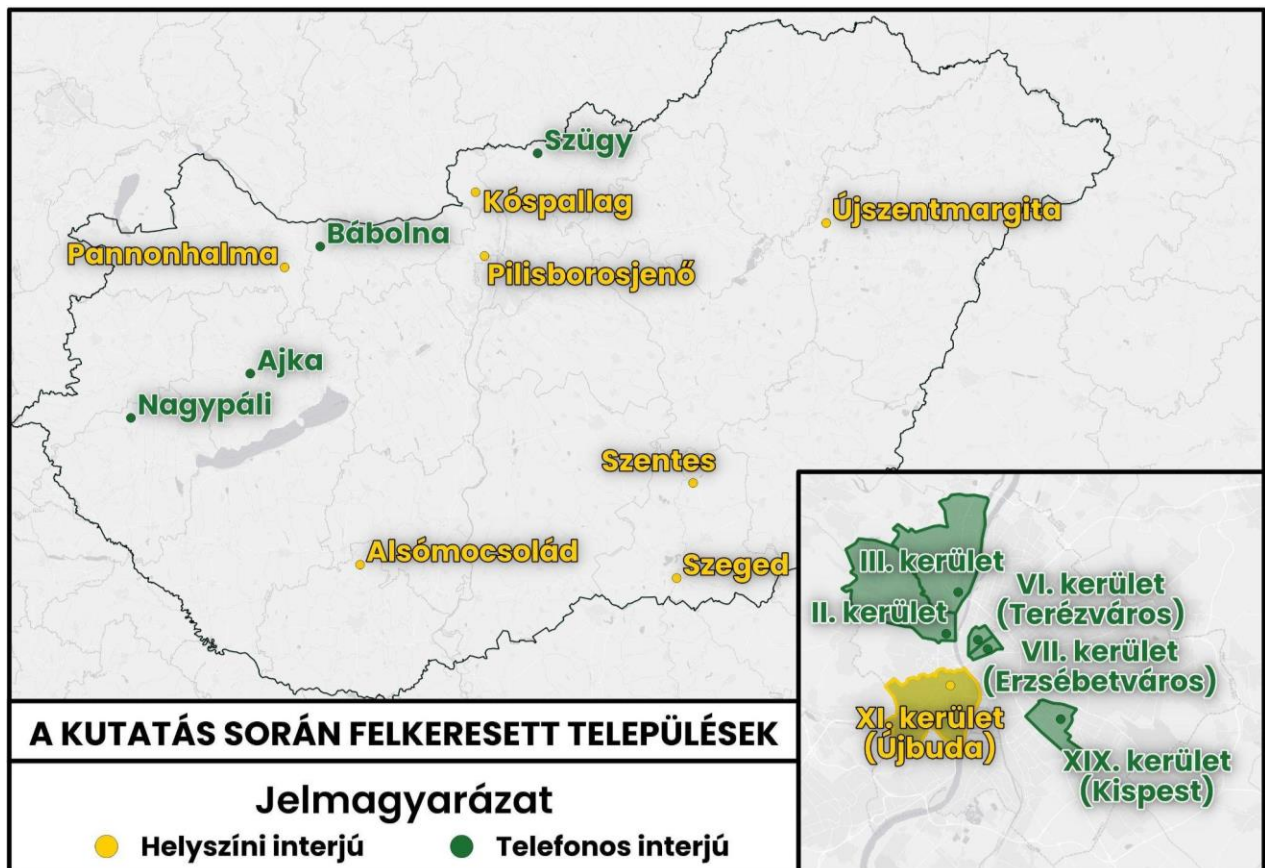 Szügy
Kóspallag
Újszentmargita
Bábolna
Pannonhalma
Pilisborosjenő
Ajka
Nagypáli
Szentes
Alsómocsolád
Szeged
III. kerület
II. kerület
VI. kerület
(Terézváros)
VII. kerület
(Erzsébetváros)
XI. kerület
(Újbuda)
XIX. kerület
(Kispest)
A KUTATÁS SORÁN FELKERESETT TELEPÜLÉSEK
Jelmagyarázat
Helyszíni interjú
Telefonos interjú